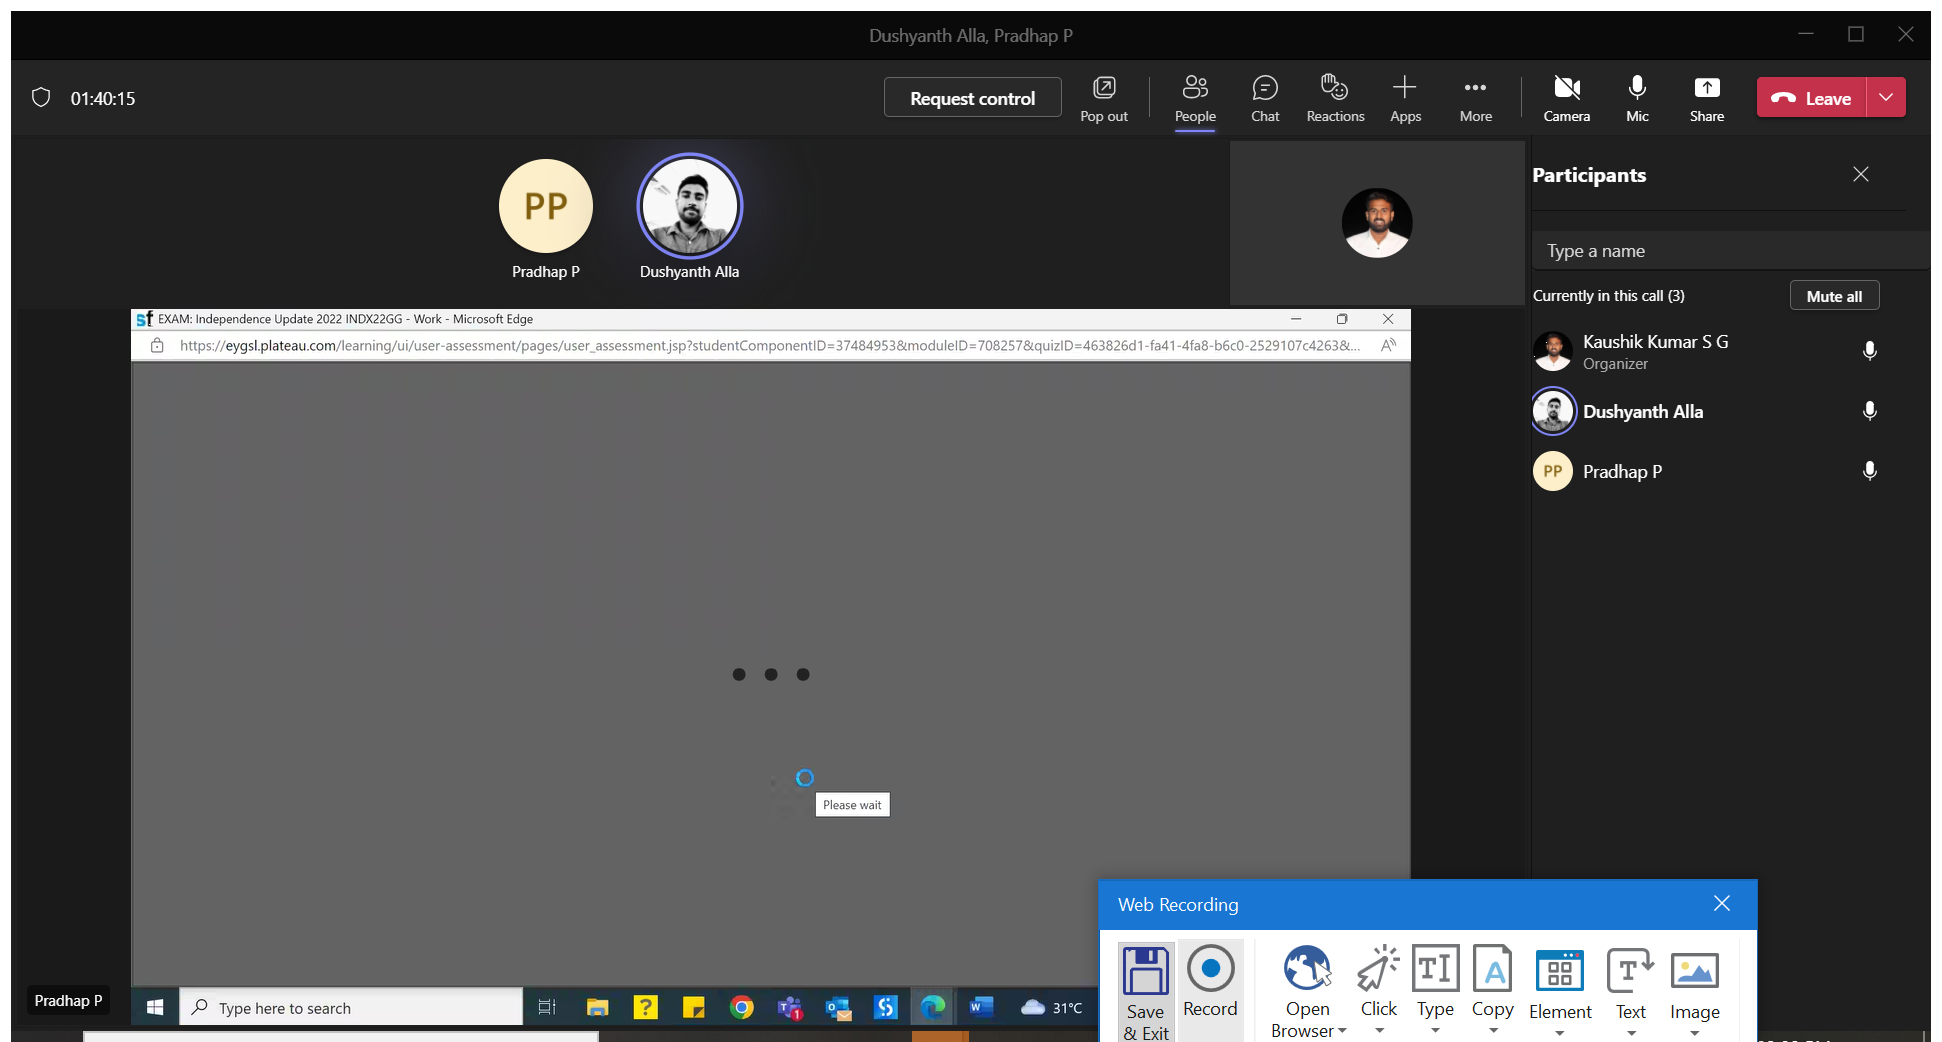 Dushyanth Alla, Pradhap P
01:40:15
Request control
Pop out
People
Chat
Reactions
Apps
More
Camera
Mic
Share
Leave
PP
Pradhap P
Dushyanth Alla
Participants
Type a name
Currently in this call (3)
Mute all
Kaushik Kumar S G
Organizer
Dushyanth Alla
PP
Pradhap P
sf EXAM: Independence Update 2022 INDX22GG - Work - Microsoft Edge
https://eygsl.plateau.com/learning/ui/user-assessment/pages/user_assessment.jsp?studentComponentID=37484953&moduleID=708257&quizID=463826d1-fa41-4fa8-b6c0-2529107c4263&...
Please wait
Pradhap P
Type here to search
31°C
Web Recording
Save & Exit
Record
Open Browser
Click
Type
Copy
Element
Text
Image